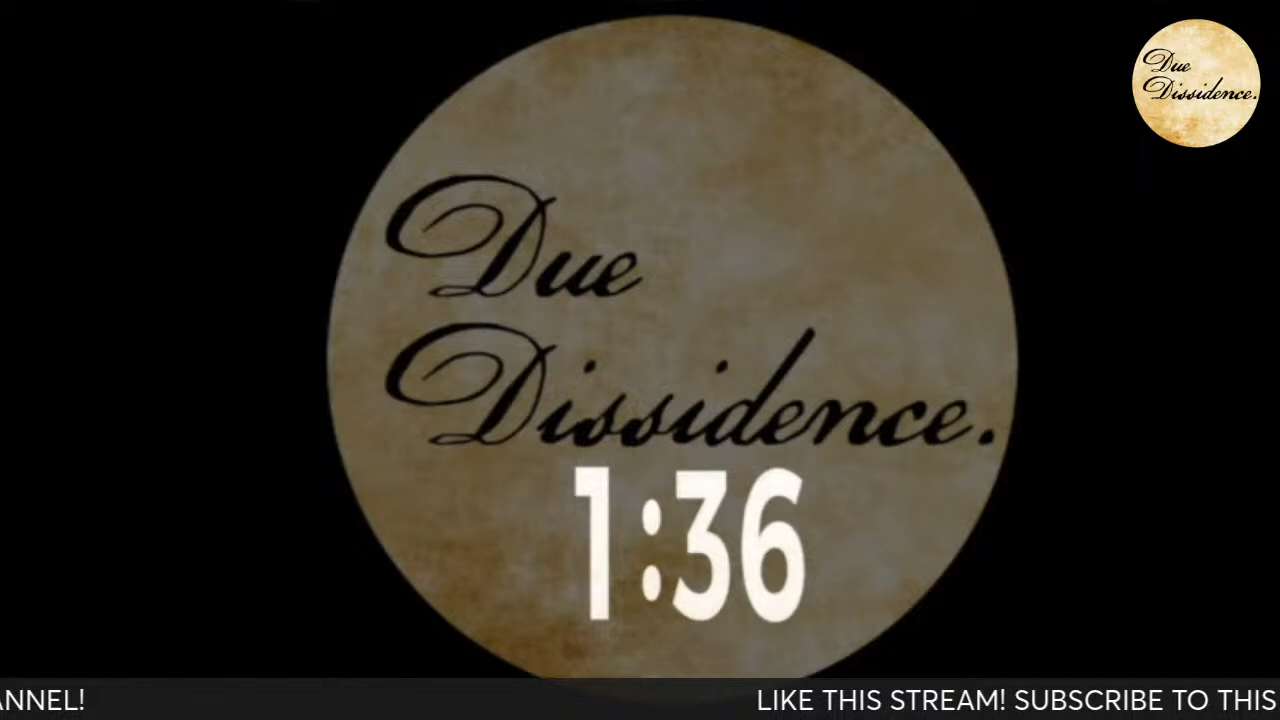 Due
Dissidence.
Due
Dissidence.
1:36
ANNEL!
LIKE THIS STREAM! SUBSCRIBE TO THIS